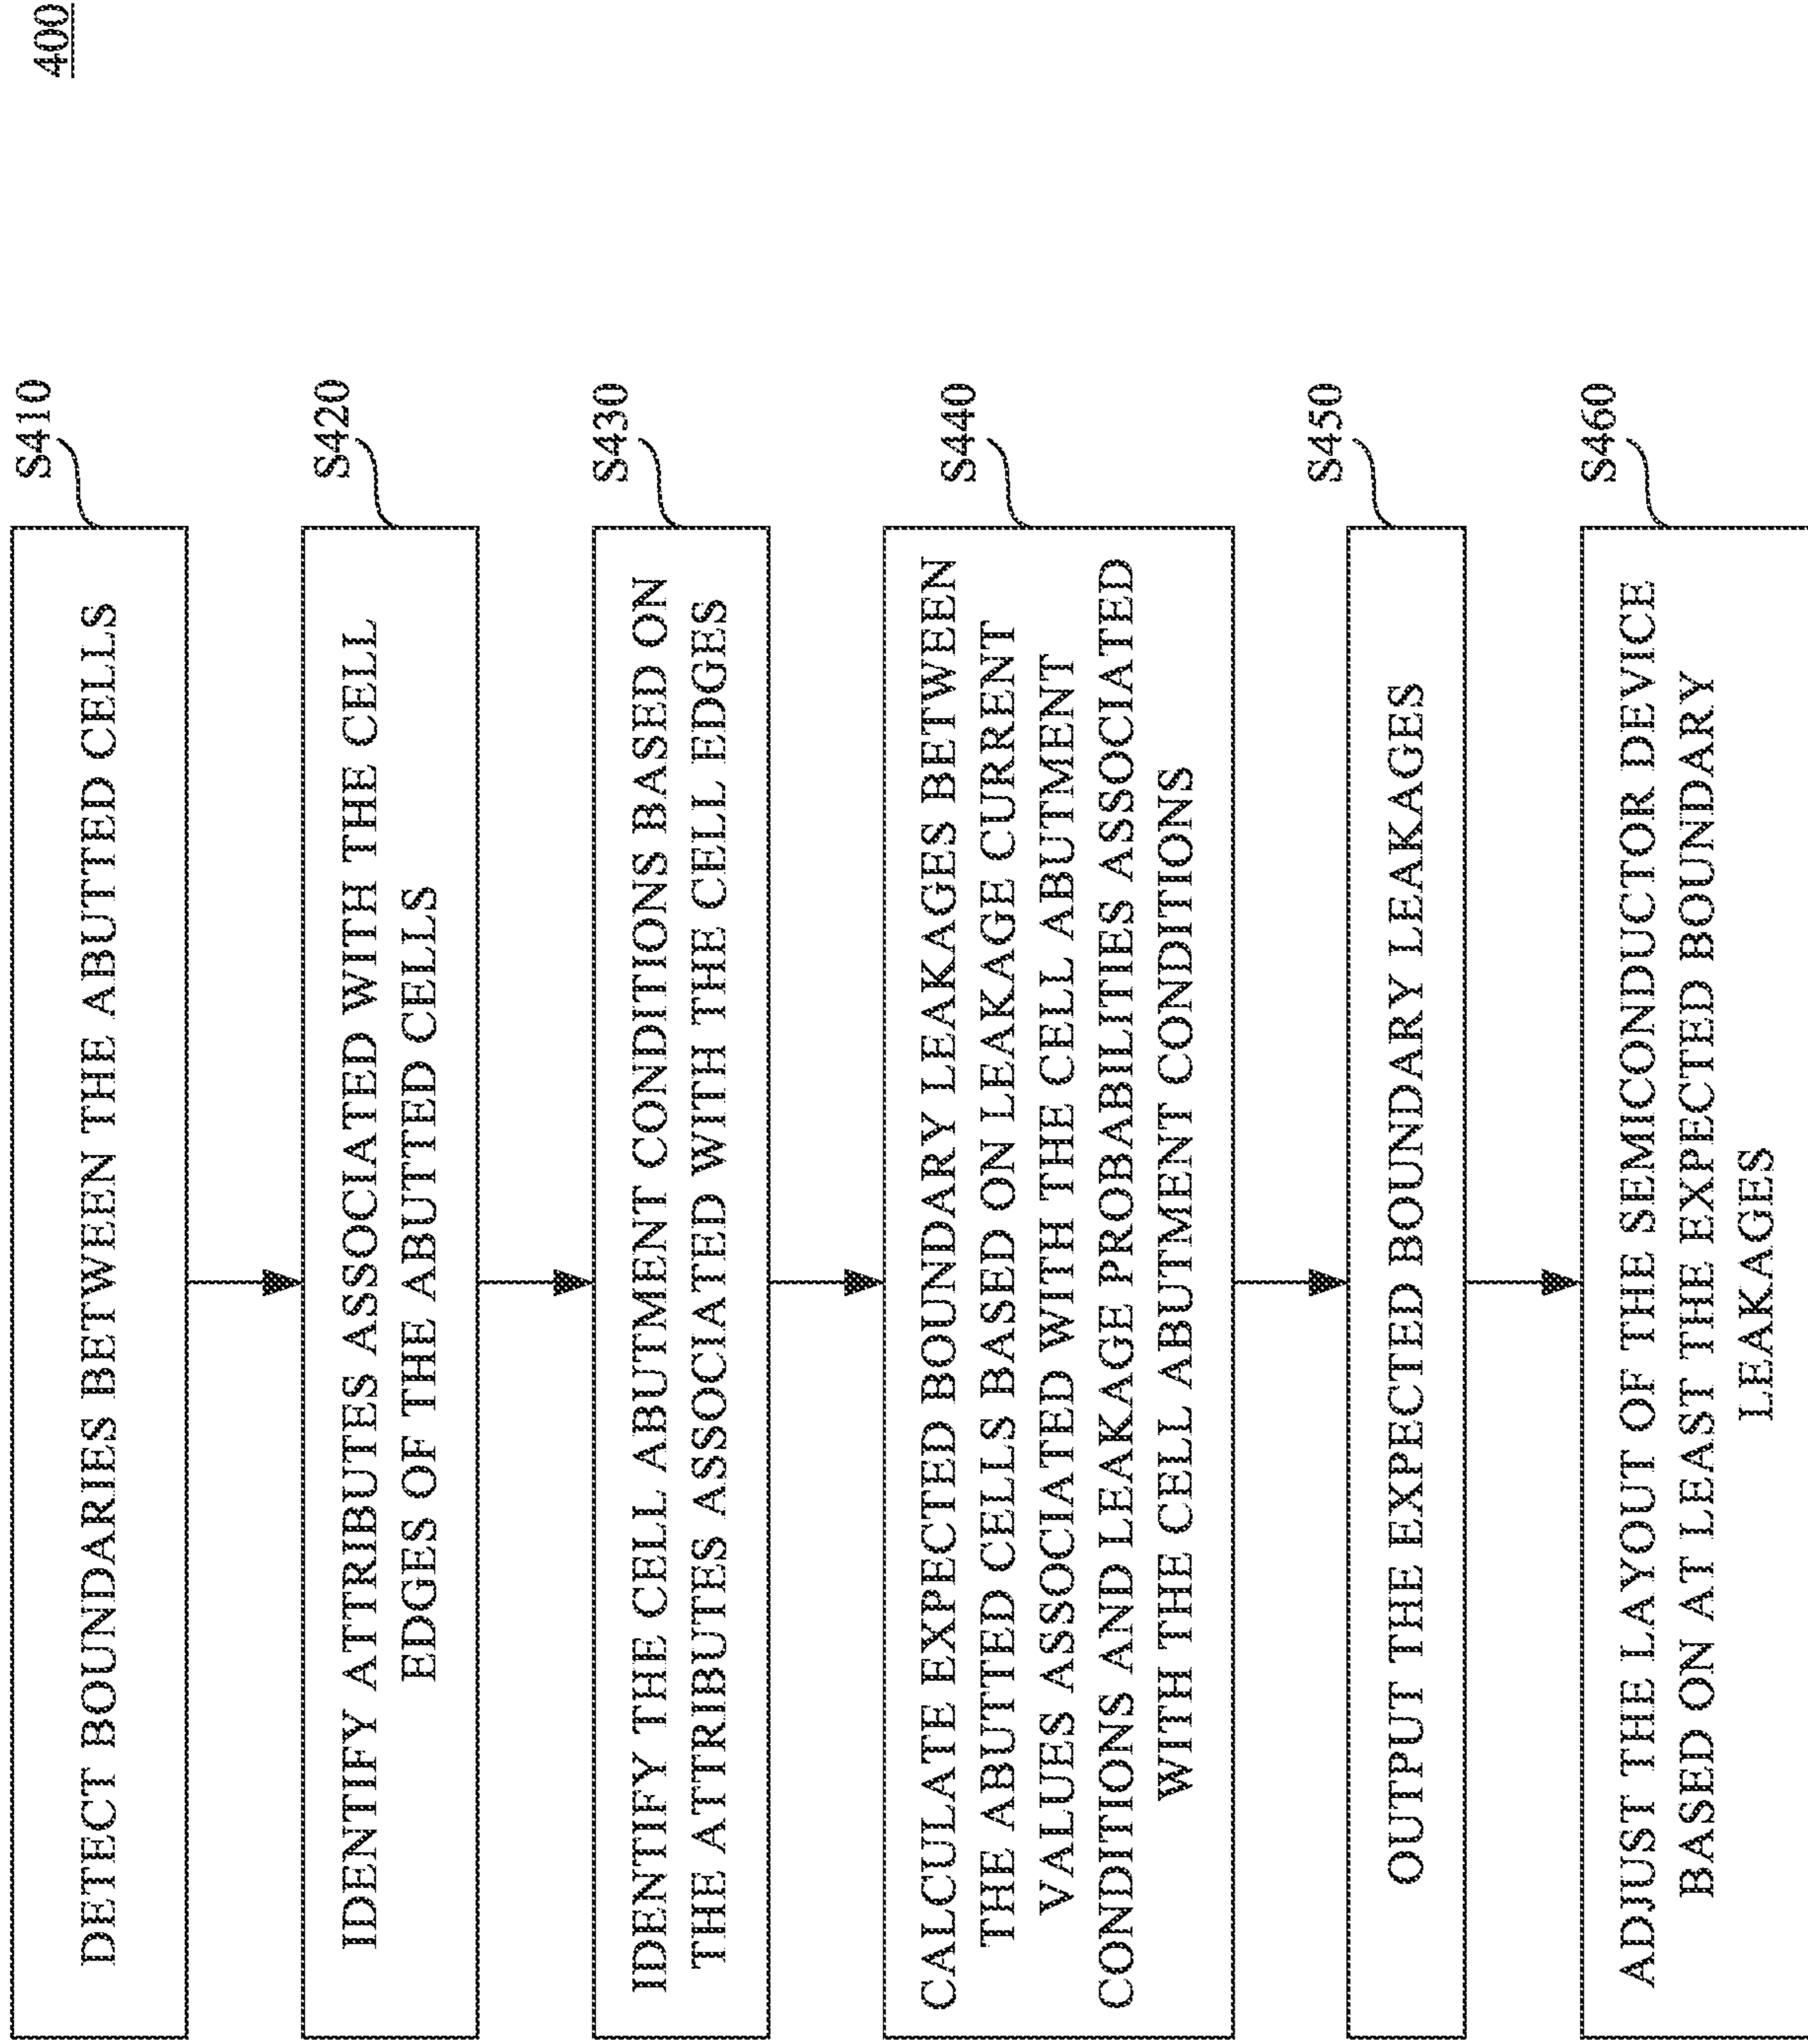 400
S410
DETECT BOUNDARIES BETWEEN THE ABUTTED CELLS
S420
IDENTIFY ATTRIBUTES ASSOCIATED WITH THE CELL
EDGES OF THE ABUTTED CELLS
S430
IDENTIFY THE CELL ABUTMENT CONDITIONS BASED ON
THE ATTRIBUTES ASSOCIATED WITH THE CELL EDGES
S440
CALCULATE EXPECTED BOUNDARY LEAKAGES BETWEEN
THE ABUTTED CELLS BASED ON LEAKAGE CURRENT
VALUES ASSOCIATED WITH THE CELL ABUTMENT
CONDITIONS AND LEAKAGE PROBABILITIES ASSOCIATED
WITH THE CELL ABUTMENT CONDITIONS
S450
OUTPUT THE EXPECTED BOUNDARY LEAKAGES
S460
ADJUST THE LAYOUT OF THE SEMICONDUCTOR DEVICE
BASED ON AT LEAST THE EXPECTED BOUNDARY
LEAKAGES